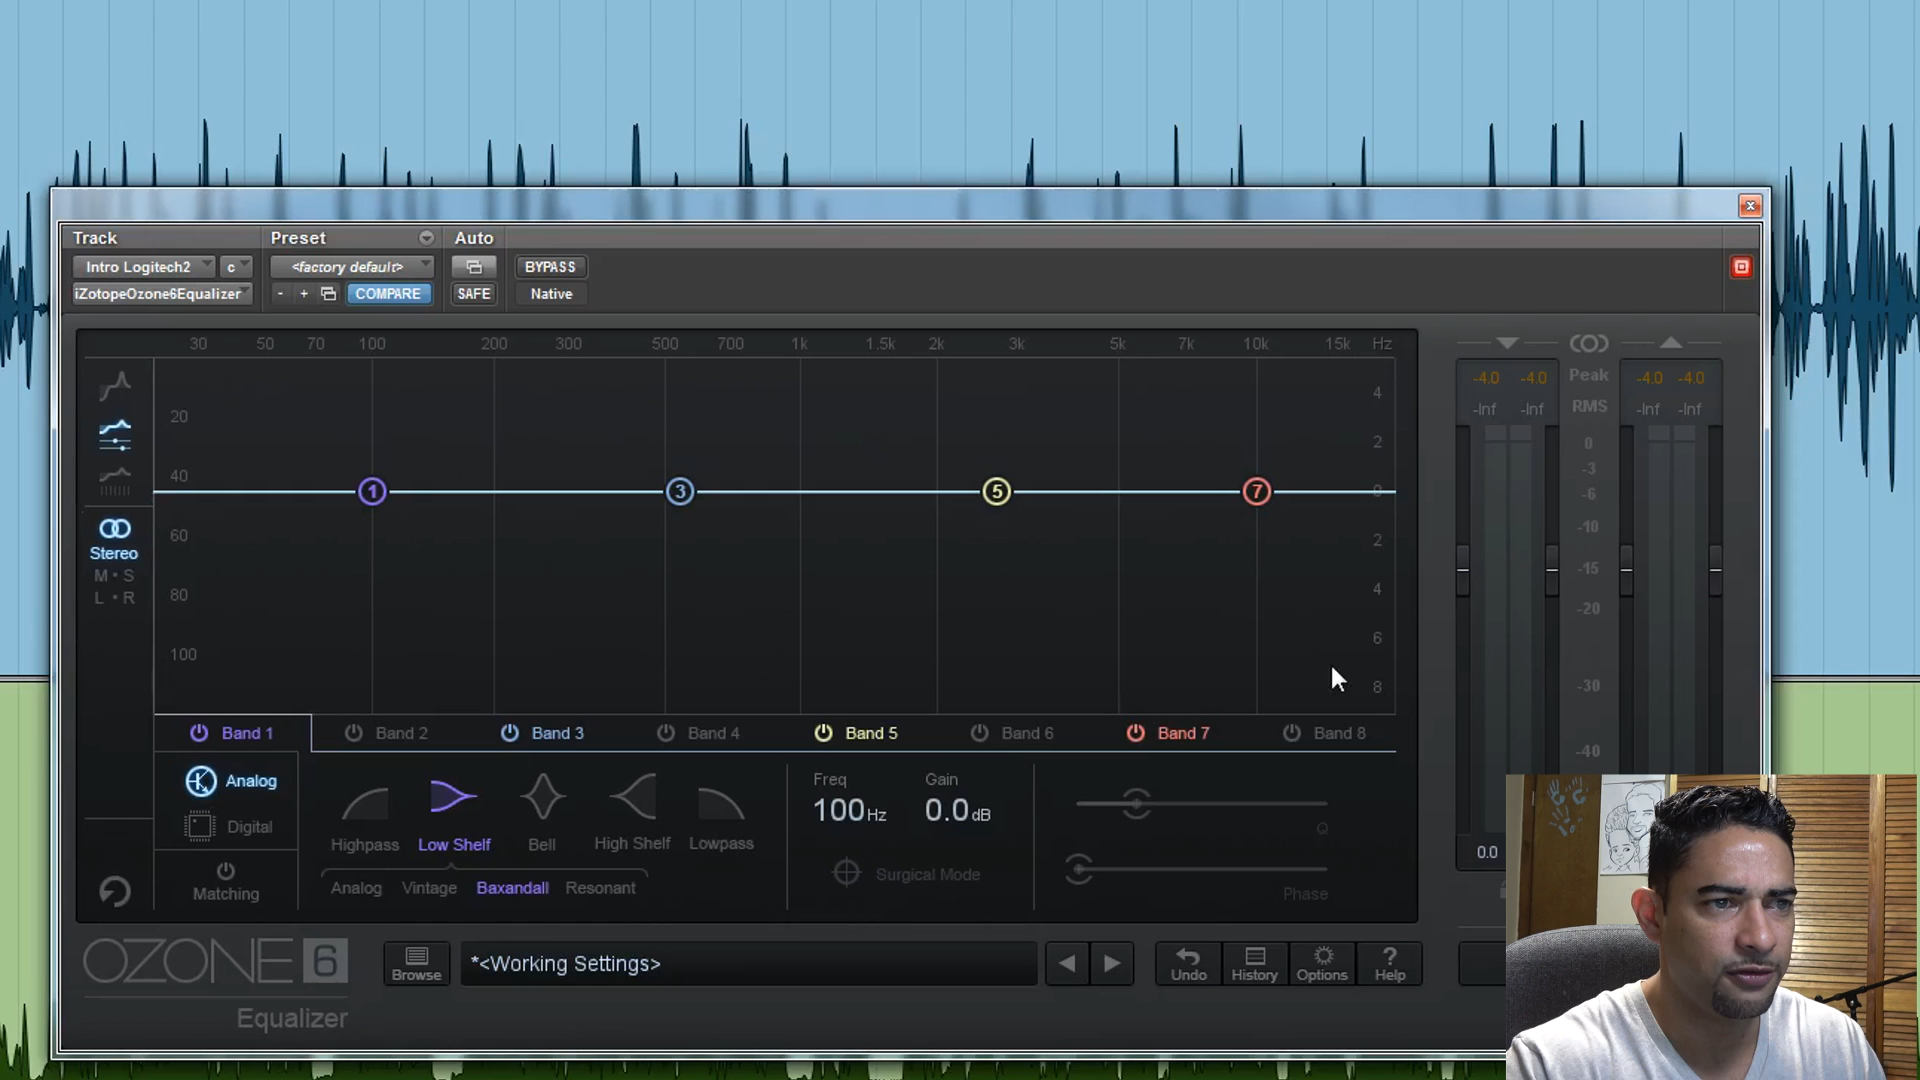 Track
Preset
Auto
Intro Logitech2
c
<factory default>
BYPASS
iZotopeOzone6Equalizer
- +
COMPARE
SAFE
Native
30 50 70 100 200 300 500 700 1k 1.5k 2k 3k 5k 7k 10k 15k Hz
20
40
60
80
100
4
2
0
2
4
6
8
1
3
5
7
Stereo
M • S
L • R
-4.0 -4.0 Peak -4.0 -4.0
-Inf -Inf RMS -Inf -Inf
0
-3
-6
-10
-15
-20
-30
-40
0.0
Band 1 Band 2 Band 3 Band 4 Band 5 Band 6 Band 7 Band 8
Analog
Digital
Matching
Highpass Low Shelf Bell High Shelf Lowpass
Analog Vintage Baxandall Resonant
Freq Gain
100Hz 0.0dB
Surgical Mode
Q
Phase
OZONE 6
Equalizer
Browse
*<Working Settings>
Undo History Options Help
?